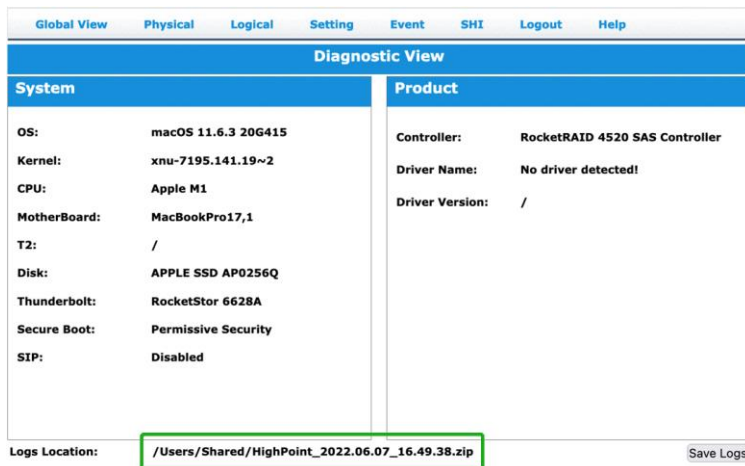 Global View Physical Logical Setting Event SHI Logout Help
Diagnostic View
System
OS: macOS 11.6.3 20G415
Kernel: xnu-7195.141.19~2
CPU: Apple M1
MotherBoard: MacBookPro17,1
T2: /
Disk: APPLE SSD AP0256Q
Thunderbolt: RocketStor 6628A
Secure Boot: Permissive Security
SIP: Disabled
Product
Controller: RocketRAID 4520 SAS Controller
Driver Name: No driver detected!
Driver Version: /
Logs Location: /Users/Shared/HighPoint_2022.06.07_16.49.38.zip
Save Logs